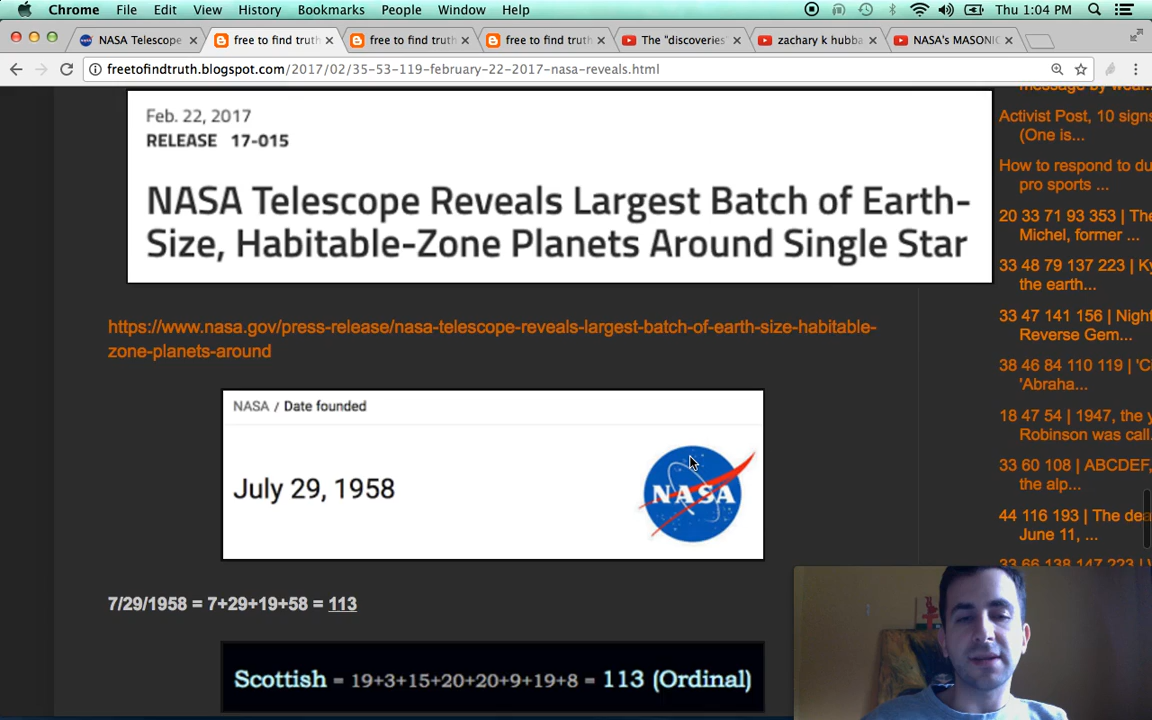 Chrome File Edit View History Bookmarks People Window Help Thu 1:04 PM
NASA Telescope × free to find truth × free to find truth × free to find truth × The "discoveries × zachary k hubba × NASA's MASONIC ×
freetofindtruth.blogspot.com/2017/02/35-53-119-february-22-2017-nasa-reveals.html
Feb. 22, 2017
RELEASE 17-015
NASA Telescope Reveals Largest Batch of Earth-
Size, Habitable-Zone Planets Around Single Star
https://www.nasa.gov/press-release/nasa-telescope-reveals-largest-batch-of-earth-size-habitable-
zone-planets-around
NASA / Date founded
July 29, 1958
NASA
7/29/1958 = 7+29+19+58 = 113
Scottish = 19+3+15+20+20+9+19+8 = 113 (Ordinal)
message by
Activist Post, 10 signs
(One is...
How to respond to du
pro sports ...
20 33 71 93 353 | The
Michel, former ...
33 48 79 137 223 | Ky
the earth...
33 47 141 156 | Night
Reverse Gem...
38 46 84 110 119 | 'C
'Abraha...
18 47 54 | 1947, the y
Robinson was call
33 60 108 | ABCDEF,
the alp...
44 116 193 | The dea
June 11, ...
33 66 138 147 223 |